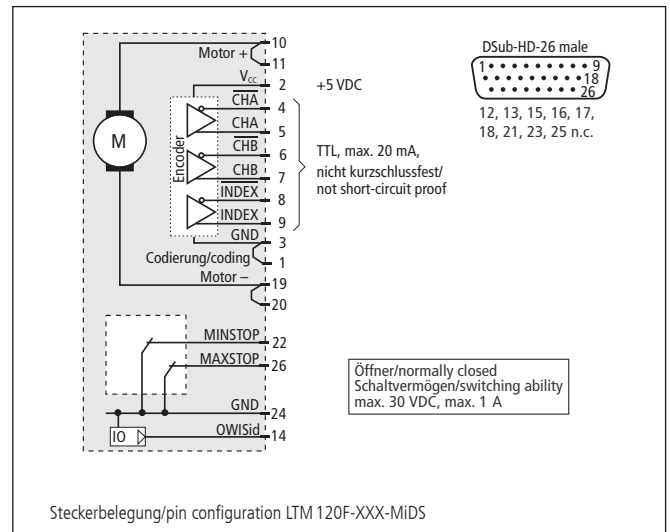 10
Motor +
11
VCC
2
+5 VDC
CHA
4
CHA
5
CHB
6
CHB
7
INDEX
8
INDEX
9
GND
3
Codierung/coding
1
Motor –
19
20
M
Encoder
TTL, max. 20 mA,
nicht kurzschlussfest/
not short-circuit proof
DSub-HD-26 male
1 9
18
26
12, 13, 15, 16, 17,
18, 21, 23, 25 n.c.
MINSTOP
22
MAXSTOP
26
GND
24
IO
OWISid
14
Öffner/normally closed
Schaltvermögen/switching ability
max. 30 VDC, max. 1 A
Steckerbelegung/pin configuration LTM 120F-XXX-MiDS